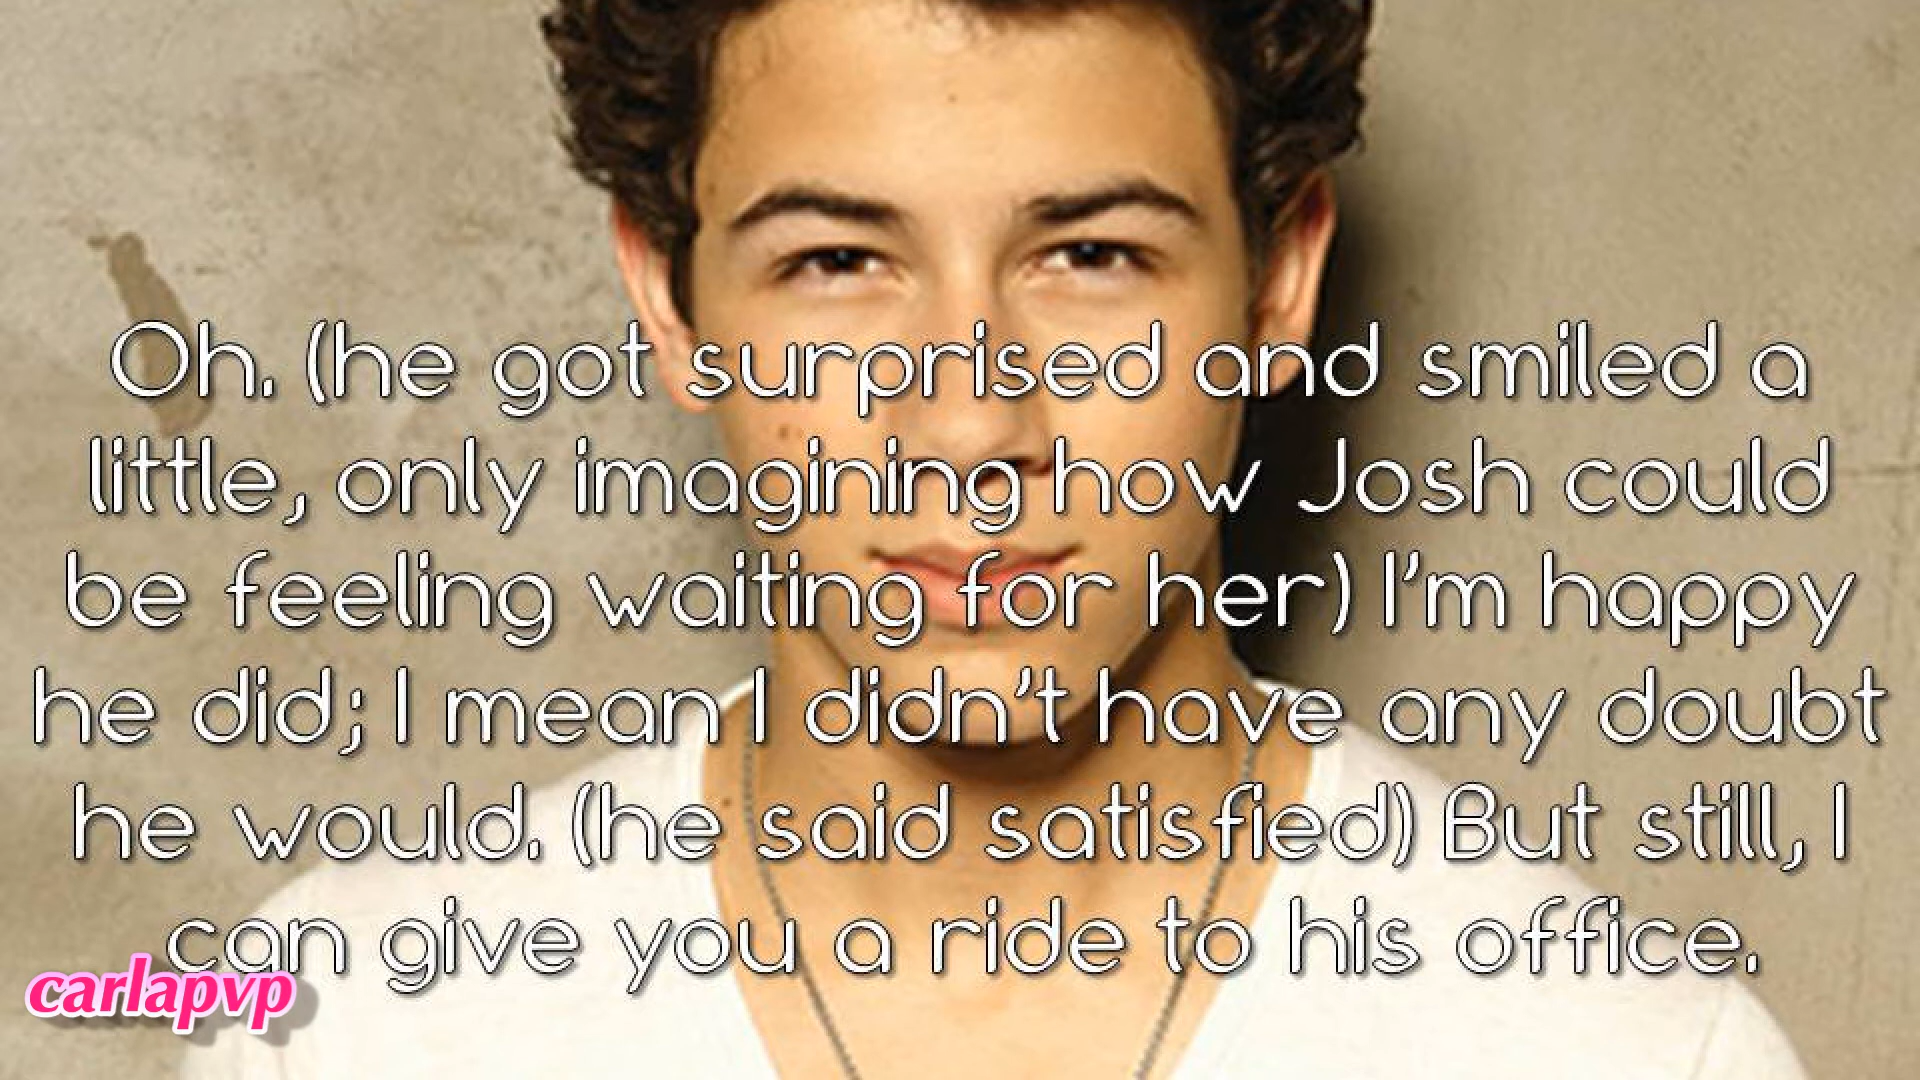 Oh. (he got surprised and smiled a
little, only imagining how Josh could
be feeling waiting for her) I'm happy
he did; I mean I didn't have any doubt
he would. (he said satisfied) But still, I
can give you a ride to his office.
carlapvp